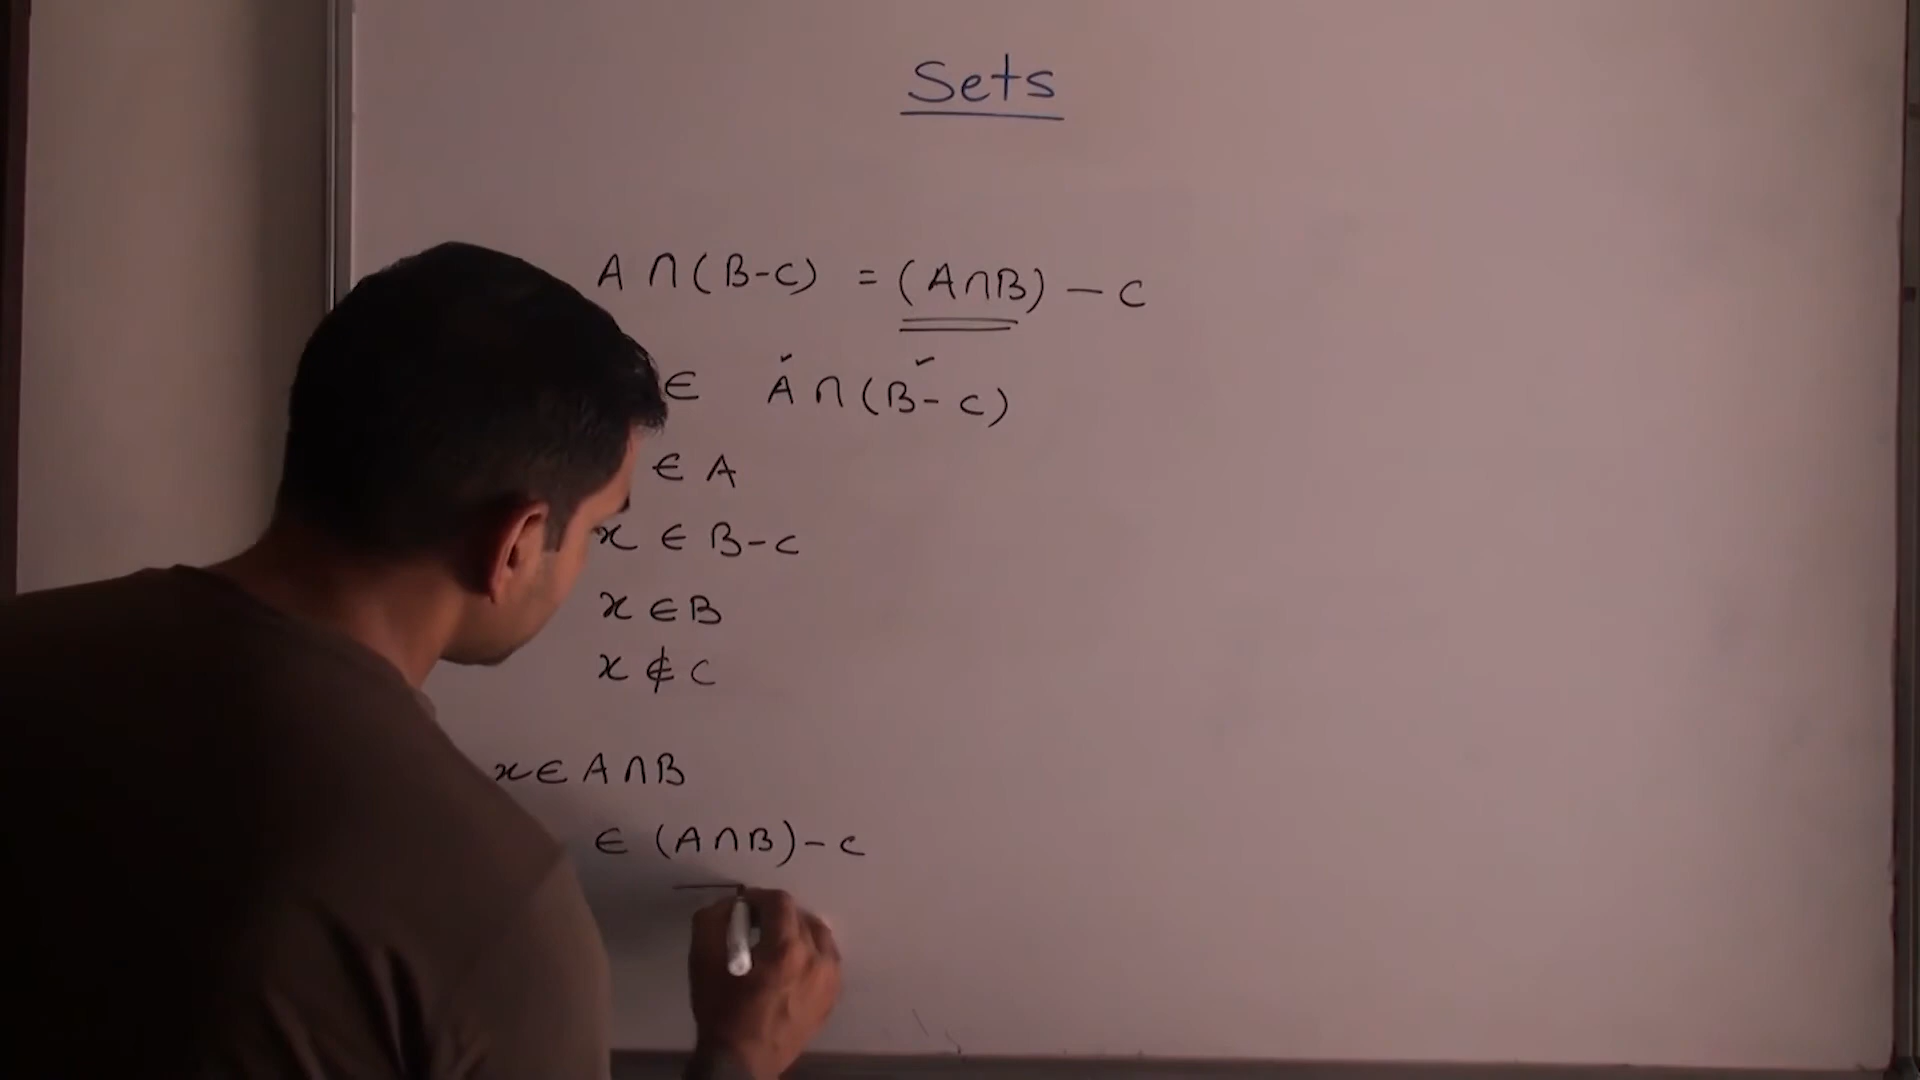 Sets
A ∩ (B-C) = (A∩B) - C
∈ A ∩ (B- C)
∈ A
x ∈ B-C
x ∈ B
x ∉ C
x ∈ A ∩ B
∈ (A ∩ B) - C